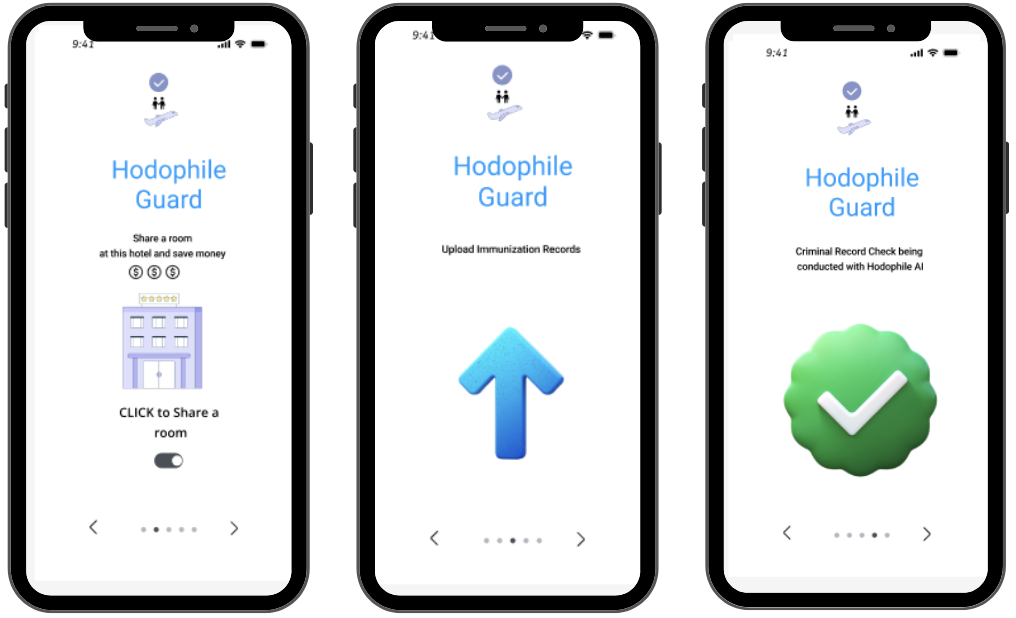 9:41
Hodophile
Guard
Share a room
at this hotel and save money
CLICK to Share a
room
9:41
Hodophile
Guard
Upload Immunization Records
9:41
Hodophile
Guard
Criminal Record Check being
conducted with Hodophile AI